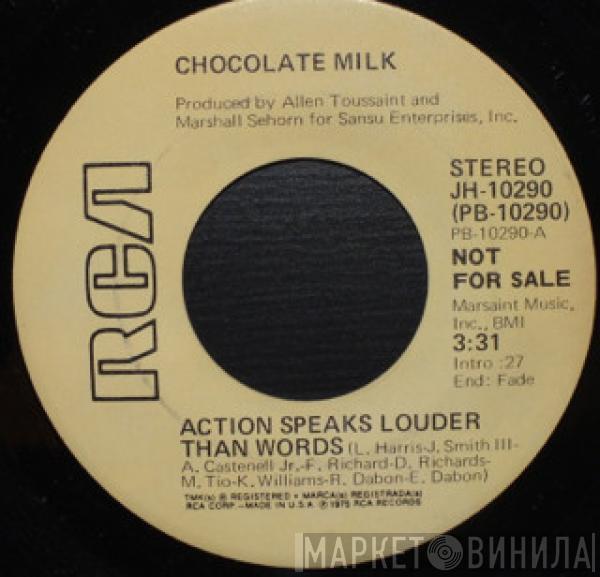 CHOCOLATE MILK
Produced by Allen Toussaint and
Marshall Sehorn for Sansu Enterprises, Inc.
RCA
STEREO
JH-10290
(PB-10290)
PB-10290-A
NOT
FOR SALE
Marsaint Music,
Inc., BMI
3:31
Intro :27
End: Fade
ACTION SPEAKS LOUDER
THAN WORDS (L. Harris-J. Smith III-
A. Castenell Jr.-F. Richard-D. Richards-
M. Tio-K. Williams-R. Dabon-E. Dabon)
TMK(s) ® REGISTERED • MARCA(s) REGISTRADA(s)
RCA CORP.-MADE IN U.S.A. ℗ 1975 RCA RECORDS
МАРКЕТ ВИНИЛА